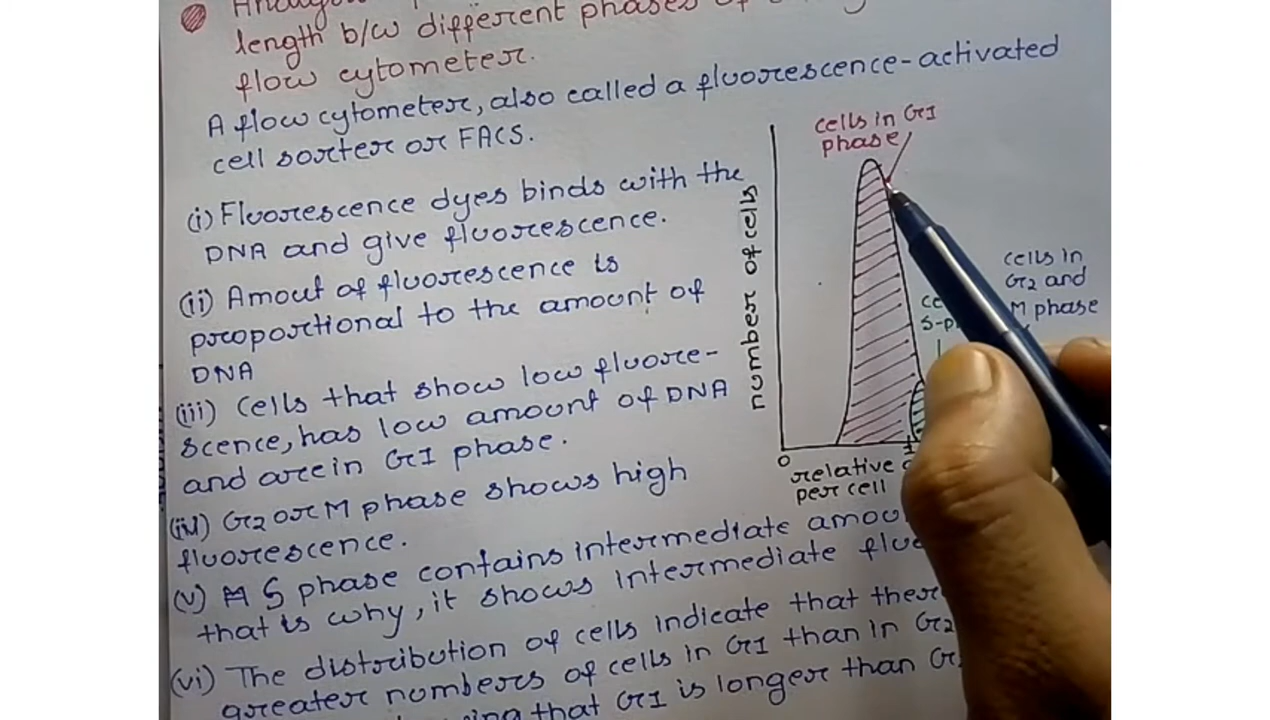 length b/w different phases of
flow cytometer.
A flow cytometer, also called a fluorescence-activated
cell sorter or FACS.
(i) Fluorescence dyes binds with the
DNA and give fluorescence.
(ii) Amout of fluorescence is
proportional to the amount of
DNA
(iii) Cells that show low fluore-
scence, has low amount of DNA
and are in G1 phase.
(iv) G2 or M phase shows high
fluorescence.
(v) S phase contains intermediate
that is why, it shows intermediate
(vi) The distribution of cells indicate that
greater numbers of cells in G1 than in G2
that G1 is longer than
cells in G1
phase
number of cells
cells in
G2 and
M phase
0
relative
per cell